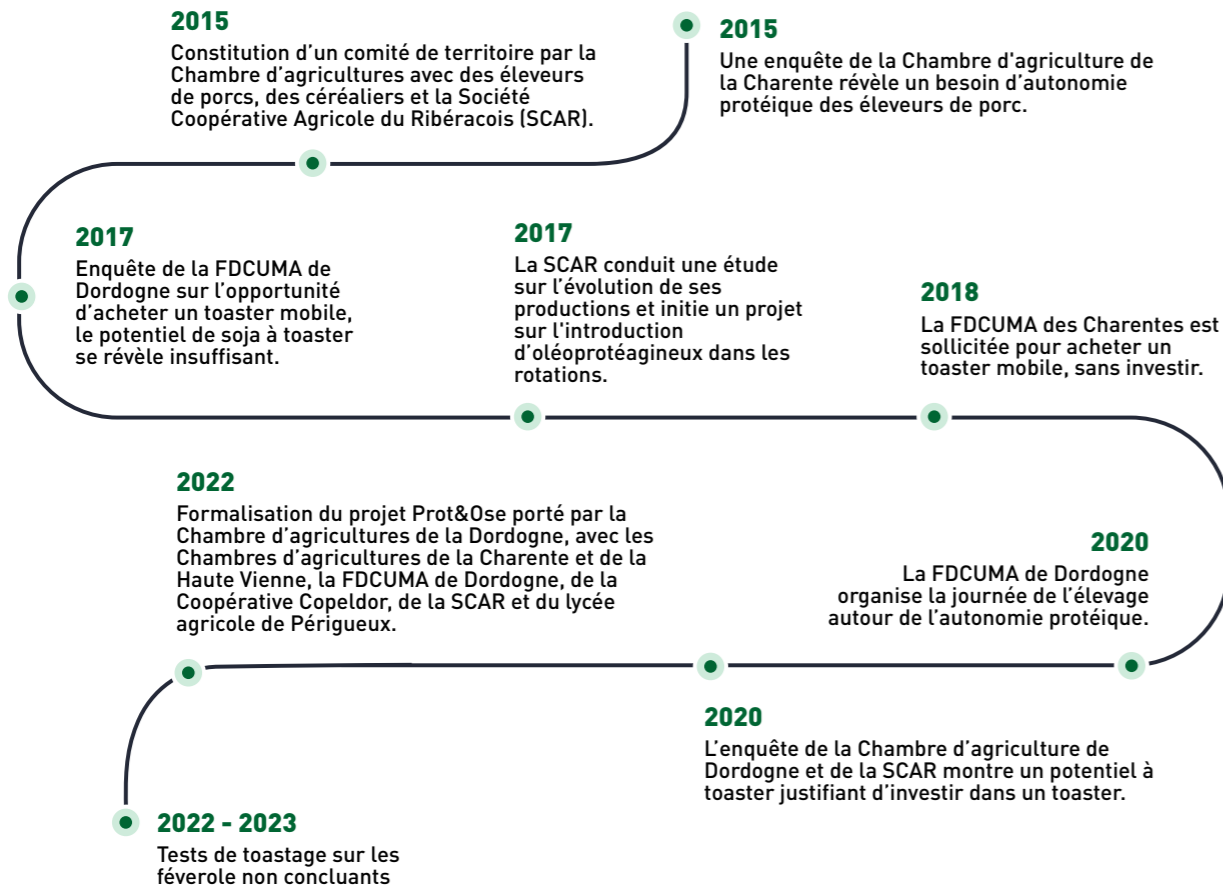 2015
Constitution d'un comité de territoire par la
Chambre d'agricultures avec des éleveurs
de porcs, des céréaliers et la Société
Coopérative Agricole du Ribéracois (SCAR).
2015
Une enquête de la Chambre d'agriculture de
la Charente révèle un besoin d'autonomie
protéique des éleveurs de porc.
2017
Enquête de la FDCUMA de
Dordogne sur l'opportunité
d'acheter un toaster mobile,
le potentiel de soja à toaster
se révèle insuffisant.
2017
La SCAR conduit une étude
sur l'évolution de ses
productions et initie un projet
sur l'introduction
d'oléoprotéagineux dans les
rotations.
2018
La FDCUMA des Charentes est
sollicitée pour acheter un
toaster mobile, sans investir.
2022
Formalisation du projet Prot&Ose porté par la
Chambre d'agricultures de la Dordogne, avec les
Chambres d'agricultures de la Charente et de la
Haute Vienne, la FDCUMA de Dordogne, de la
Coopérative Copeldor, de la SCAR et du lycée
agricole de Périgueux.
2020
La FDCUMA de Dordogne
organise la journée de l'élevage
autour de l'autonomie protéique.
2020
L'enquête de la Chambre d'agriculture de
Dordogne et de la SCAR montre un potentiel à
toaster justifiant d'investir dans un toaster.
2022 - 2023
Tests de toastage sur les
féverole non concluants